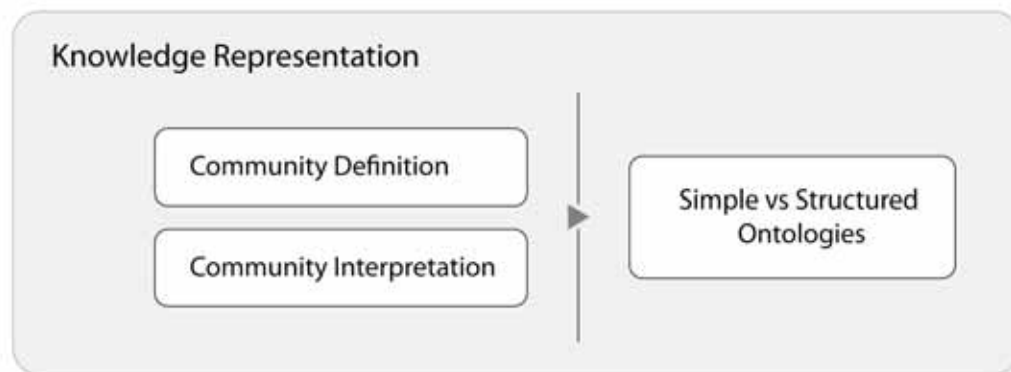 Knowledge Representation
Community Definition
Community Interpretation
Simple vs Structured
Ontologies